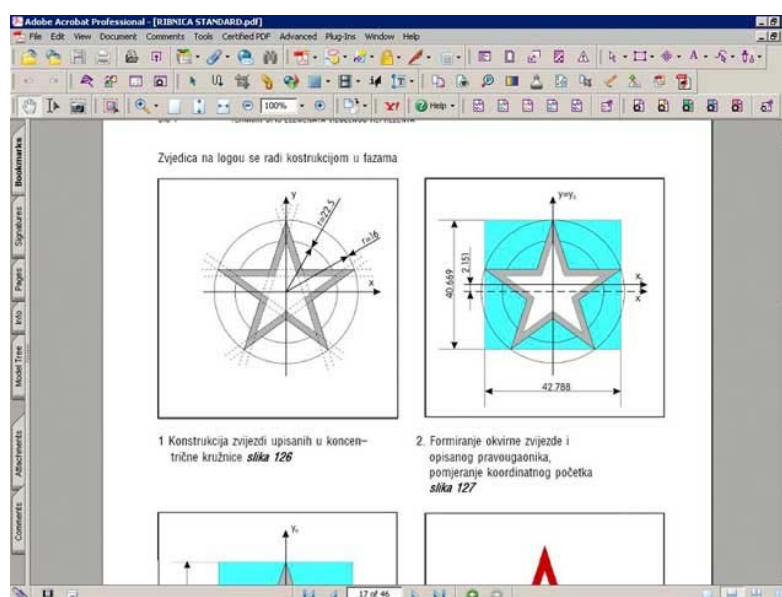 Adobe Acrobat Professional - [RIBNICA STANDARD.pdf]
File Edit View Document Comments Tools Certified PDF Advanced Plug-Ins Window Help
100%
Help
Bookmarks
Signatures
Pages
Info
Model Tree
Attachments
Comments
Zvjedica na logou se radi kostrukcijom u fazama
y
r=22.5
r=16
x
y=y₀
40.669
2.151
x
x
42.788
1 Konstrukcija zvijezdi upisanih u koncen–
trične kružnice slika 126
2. Formiranje okvirne zvijezde i
opisanog pravougaonika,
pomjeranje koordinatnog početka
slika 127
y₀
17 of 46